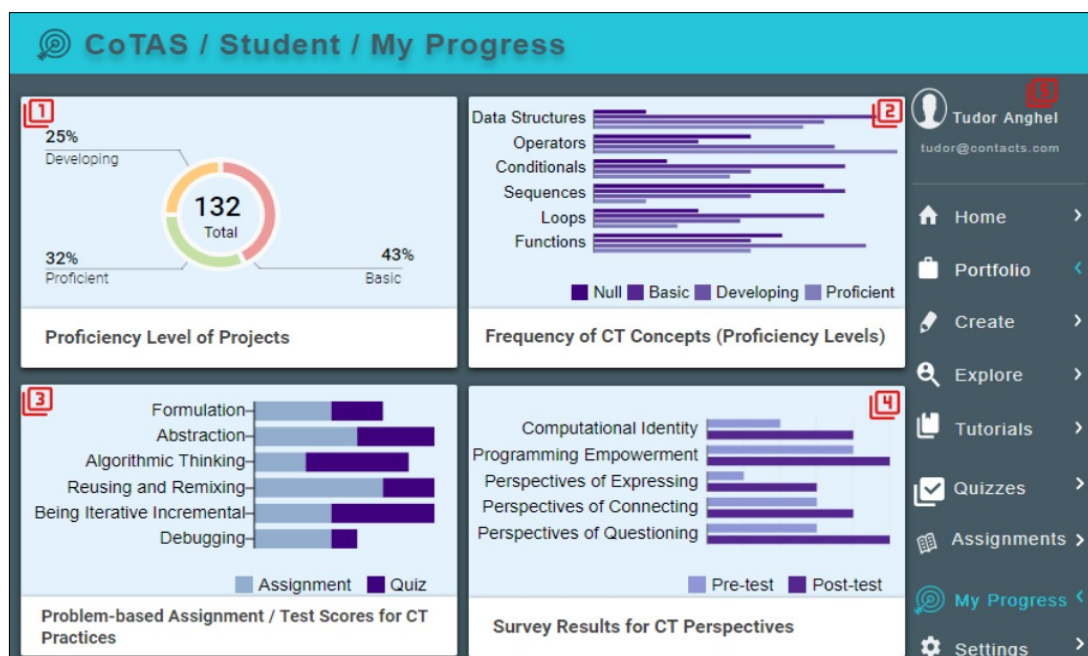 CoTAS / Student / My Progress
1
25%
Developing
132
Total
32%
Proficient
43%
Basic
Proficiency Level of Projects
2
Data Structures
Operators
Conditionals
Sequences
Loops
Functions
Null Basic Developing Proficient
Frequency of CT Concepts (Proficiency Levels)
3
Formulation
Abstraction
Algorithmic Thinking
Reusing and Remixing
Being Iterative Incremental
Debugging
Assignment Quiz
Problem-based Assignment / Test Scores for CT
Practices
4
Computational Identity
Programming Empowerment
Perspectives of Expressing
Perspectives of Connecting
Perspectives of Questioning
Pre-test Post-test
Survey Results for CT Perspectives
5
Tudor Anghel
tudor@contacts.com
Home
Portfolio
Create
Explore
Tutorials
Quizzes
Assignments
My Progress
Settings